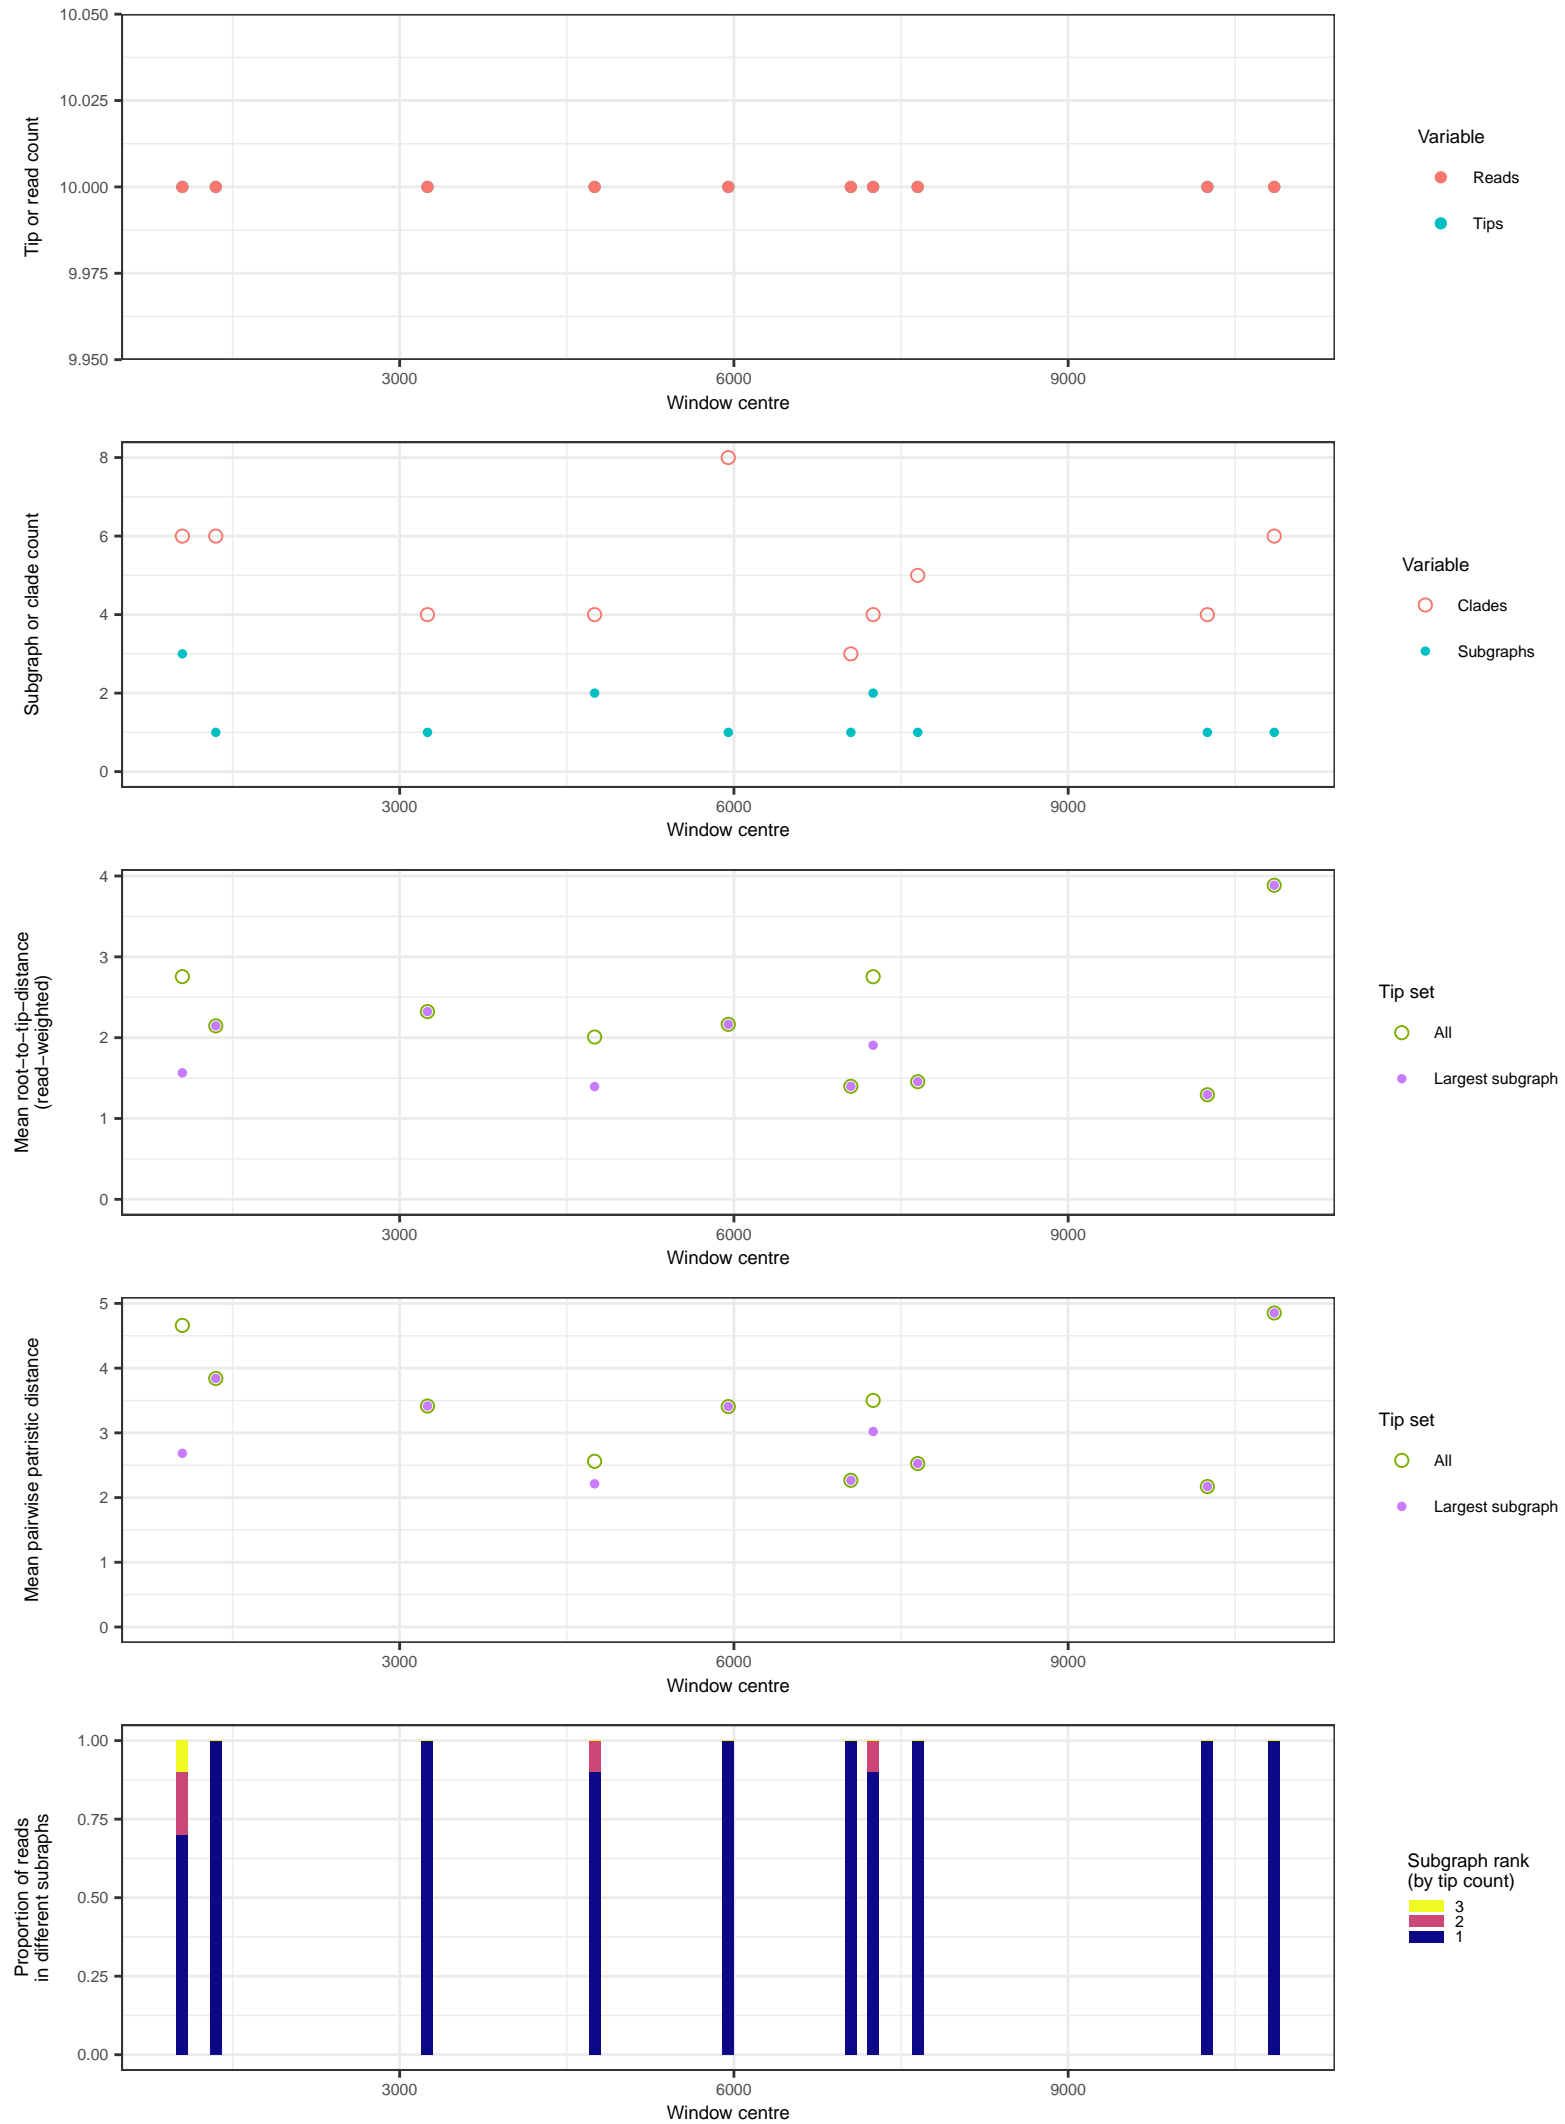 10.050
10.025
10.000
9.975
9.950
Tip or read count
3000
6000
9000
Window centre
Variable
Reads
Tips
8
6
4
2
0
Subgraph or clade count
3000
6000
9000
Window centre
Variable
Clades
Subgraphs
4
3
2
1
0
Mean root−to−tip−distance
(read−weighted)
3000
6000
9000
Window centre
Tip set
All
Largest subgraph
5
4
3
2
1
0
Mean pairwise patristic distance
3000
6000
9000
Window centre
Tip set
All
Largest subgraph
1.00
0.75
0.50
0.25
0.00
Proportion of reads
in different subraphs
3000
6000
9000
Window centre
Subgraph rank
(by tip count)
3
2
1